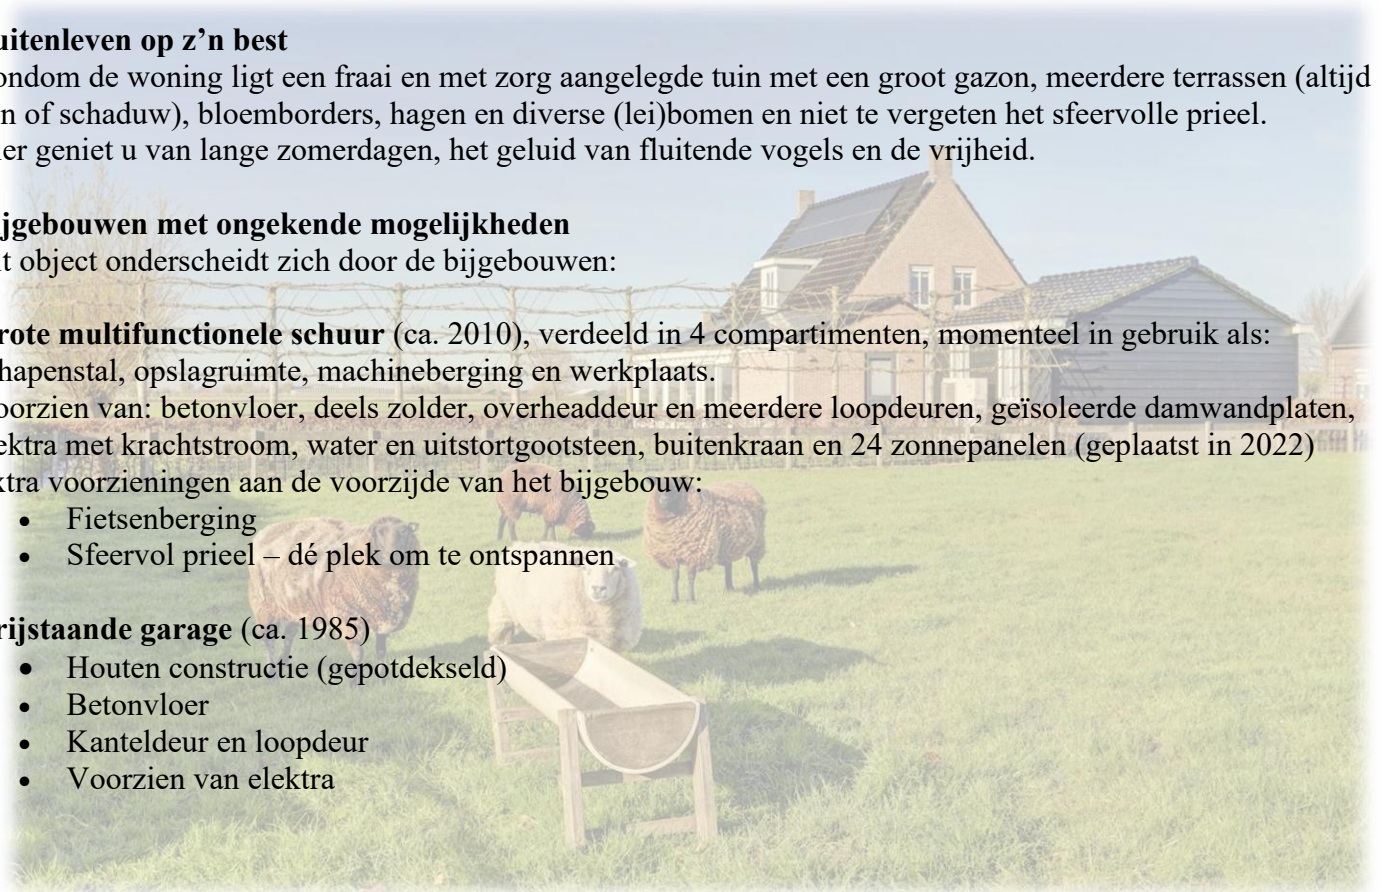 uitenleven op z’n best
ondom de woning ligt een fraai en met zorg aangelegde tuin met een groot gazon, meerdere terrassen (altijd
n of schaduw), bloemborders, hagen en diverse (lei)bomen en niet te vergeten het sfeervolle prieel.
er geniet u van lange zomerdagen, het geluid van fluitende vogels en de vrijheid.
ijgebouwen met ongekende mogelijkheden
t object onderscheidt zich door de bijgebouwen:
rote multifunctionele schuur (ca. 2010), verdeeld in 4 compartimenten, momenteel in gebruik als:
hapenstal, opslagruimte, machineberging en werkplaats.
oorzien van: betonvloer, deels zolder, overheaddeur en meerdere loopdeuren, geïsoleerde damwandplaten,
ektra met krachtstroom, water en uitstortgootsteen, buitenkraan en 24 zonnepanelen (geplaatst in 2022)
xtra voorzieningen aan de voorzijde van het bijgebouw:
• Fietsenberging
• Sfeervol prieel – dé plek om te ontspannen
rijstaande garage (ca. 1985)
• Houten constructie (gepotdekseld)
• Betonvloer
• Kanteldeur en loopdeur
• Voorzien van elektra